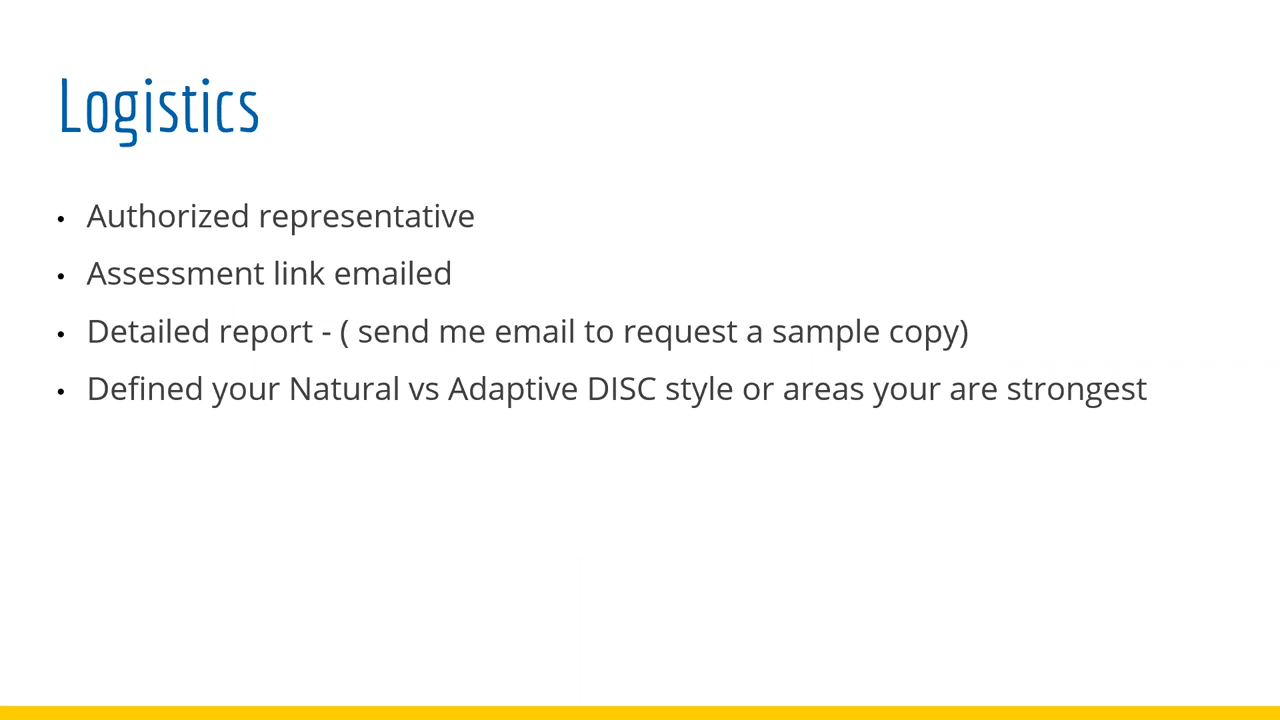 Logistics
• Authorized representative
• Assessment link emailed
• Detailed report - ( send me email to request a sample copy)
• Defined your Natural vs Adaptive DISC style or areas your are strongest